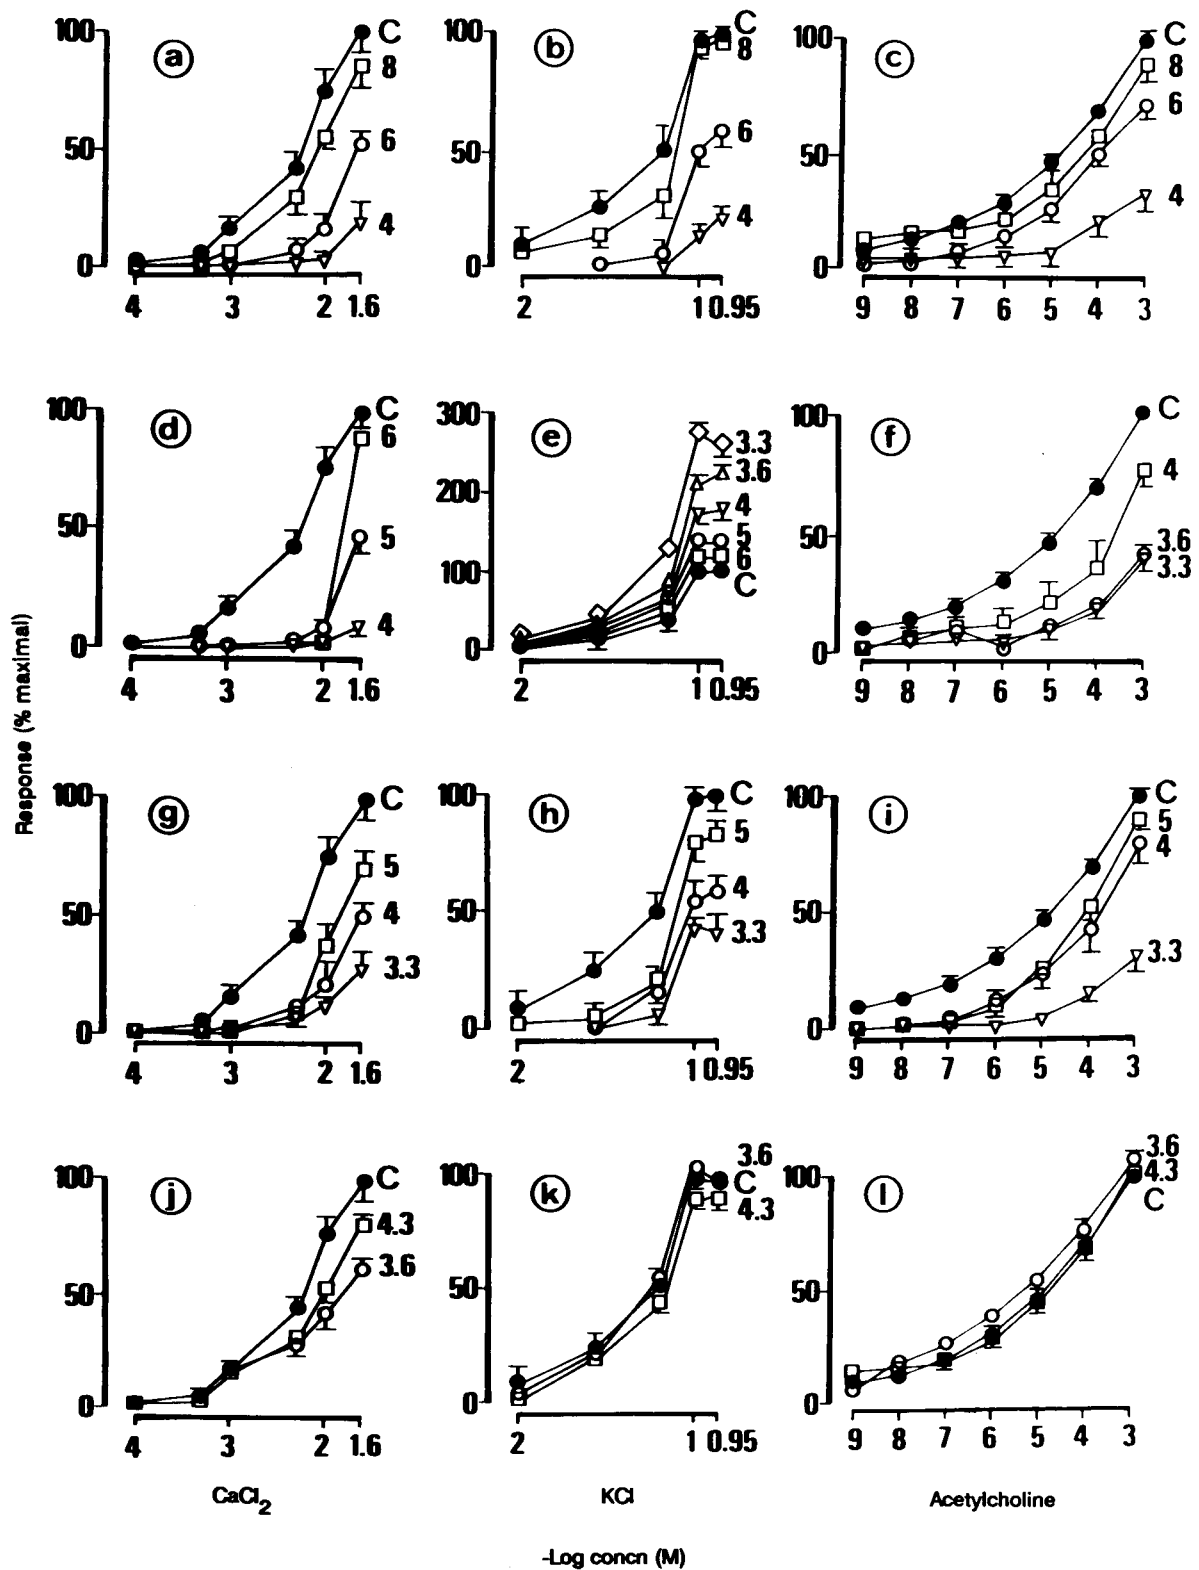 a
100
50
0
C
8
6
4
4 3 2 1.6
b
100
50
0
C
8
6
4
2 1 0.95
c
100
50
0
C
8
6
4
9 8 7 6 5 4 3
d
100
50
0
C
6
5
4
4 3 2 1.6
e
300
200
100
0
3.3
3.6
4
5
6
C
2 1 0.95
f
100
50
0
C
4
3.6
3.3
9 8 7 6 5 4 3
Response (% maximal)
g
100
50
0
C
5
4
3.3
4 3 2 1.6
h
100
50
0
C
5
4
3.3
2 1 0.95
i
100
50
0
C
5
4
3.3
9 8 7 6 5 4 3
j
100
50
0
C
4.3
3.6
4 3 2 1.6
k
100
50
0
3.6
C
4.3
2 1 0.95
l
100
50
0
3.6
4.3
C
9 8 7 6 5 4 3
CaCl2
KCl
Acetylcholine
-Log concn (M)